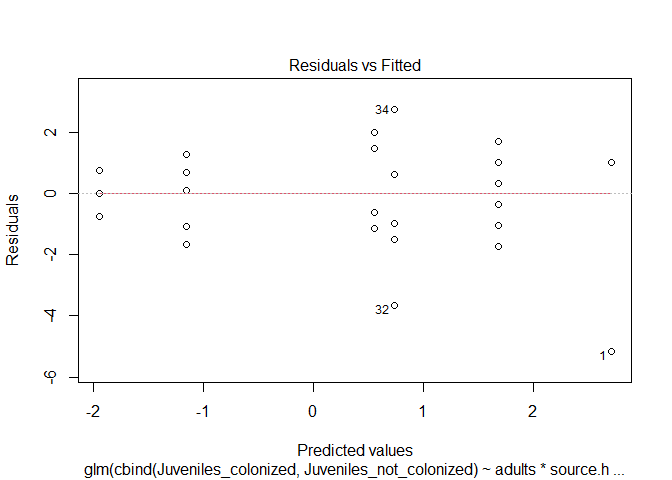 Residuals vs Fitted
34
2
0
Residuals
-2
32
-4
1
-6
-2 -1 0 1 2
Predicted values
glm(cbind(Juveniles_colonized, Juveniles_not_colonized) ~ adults * source.h ...